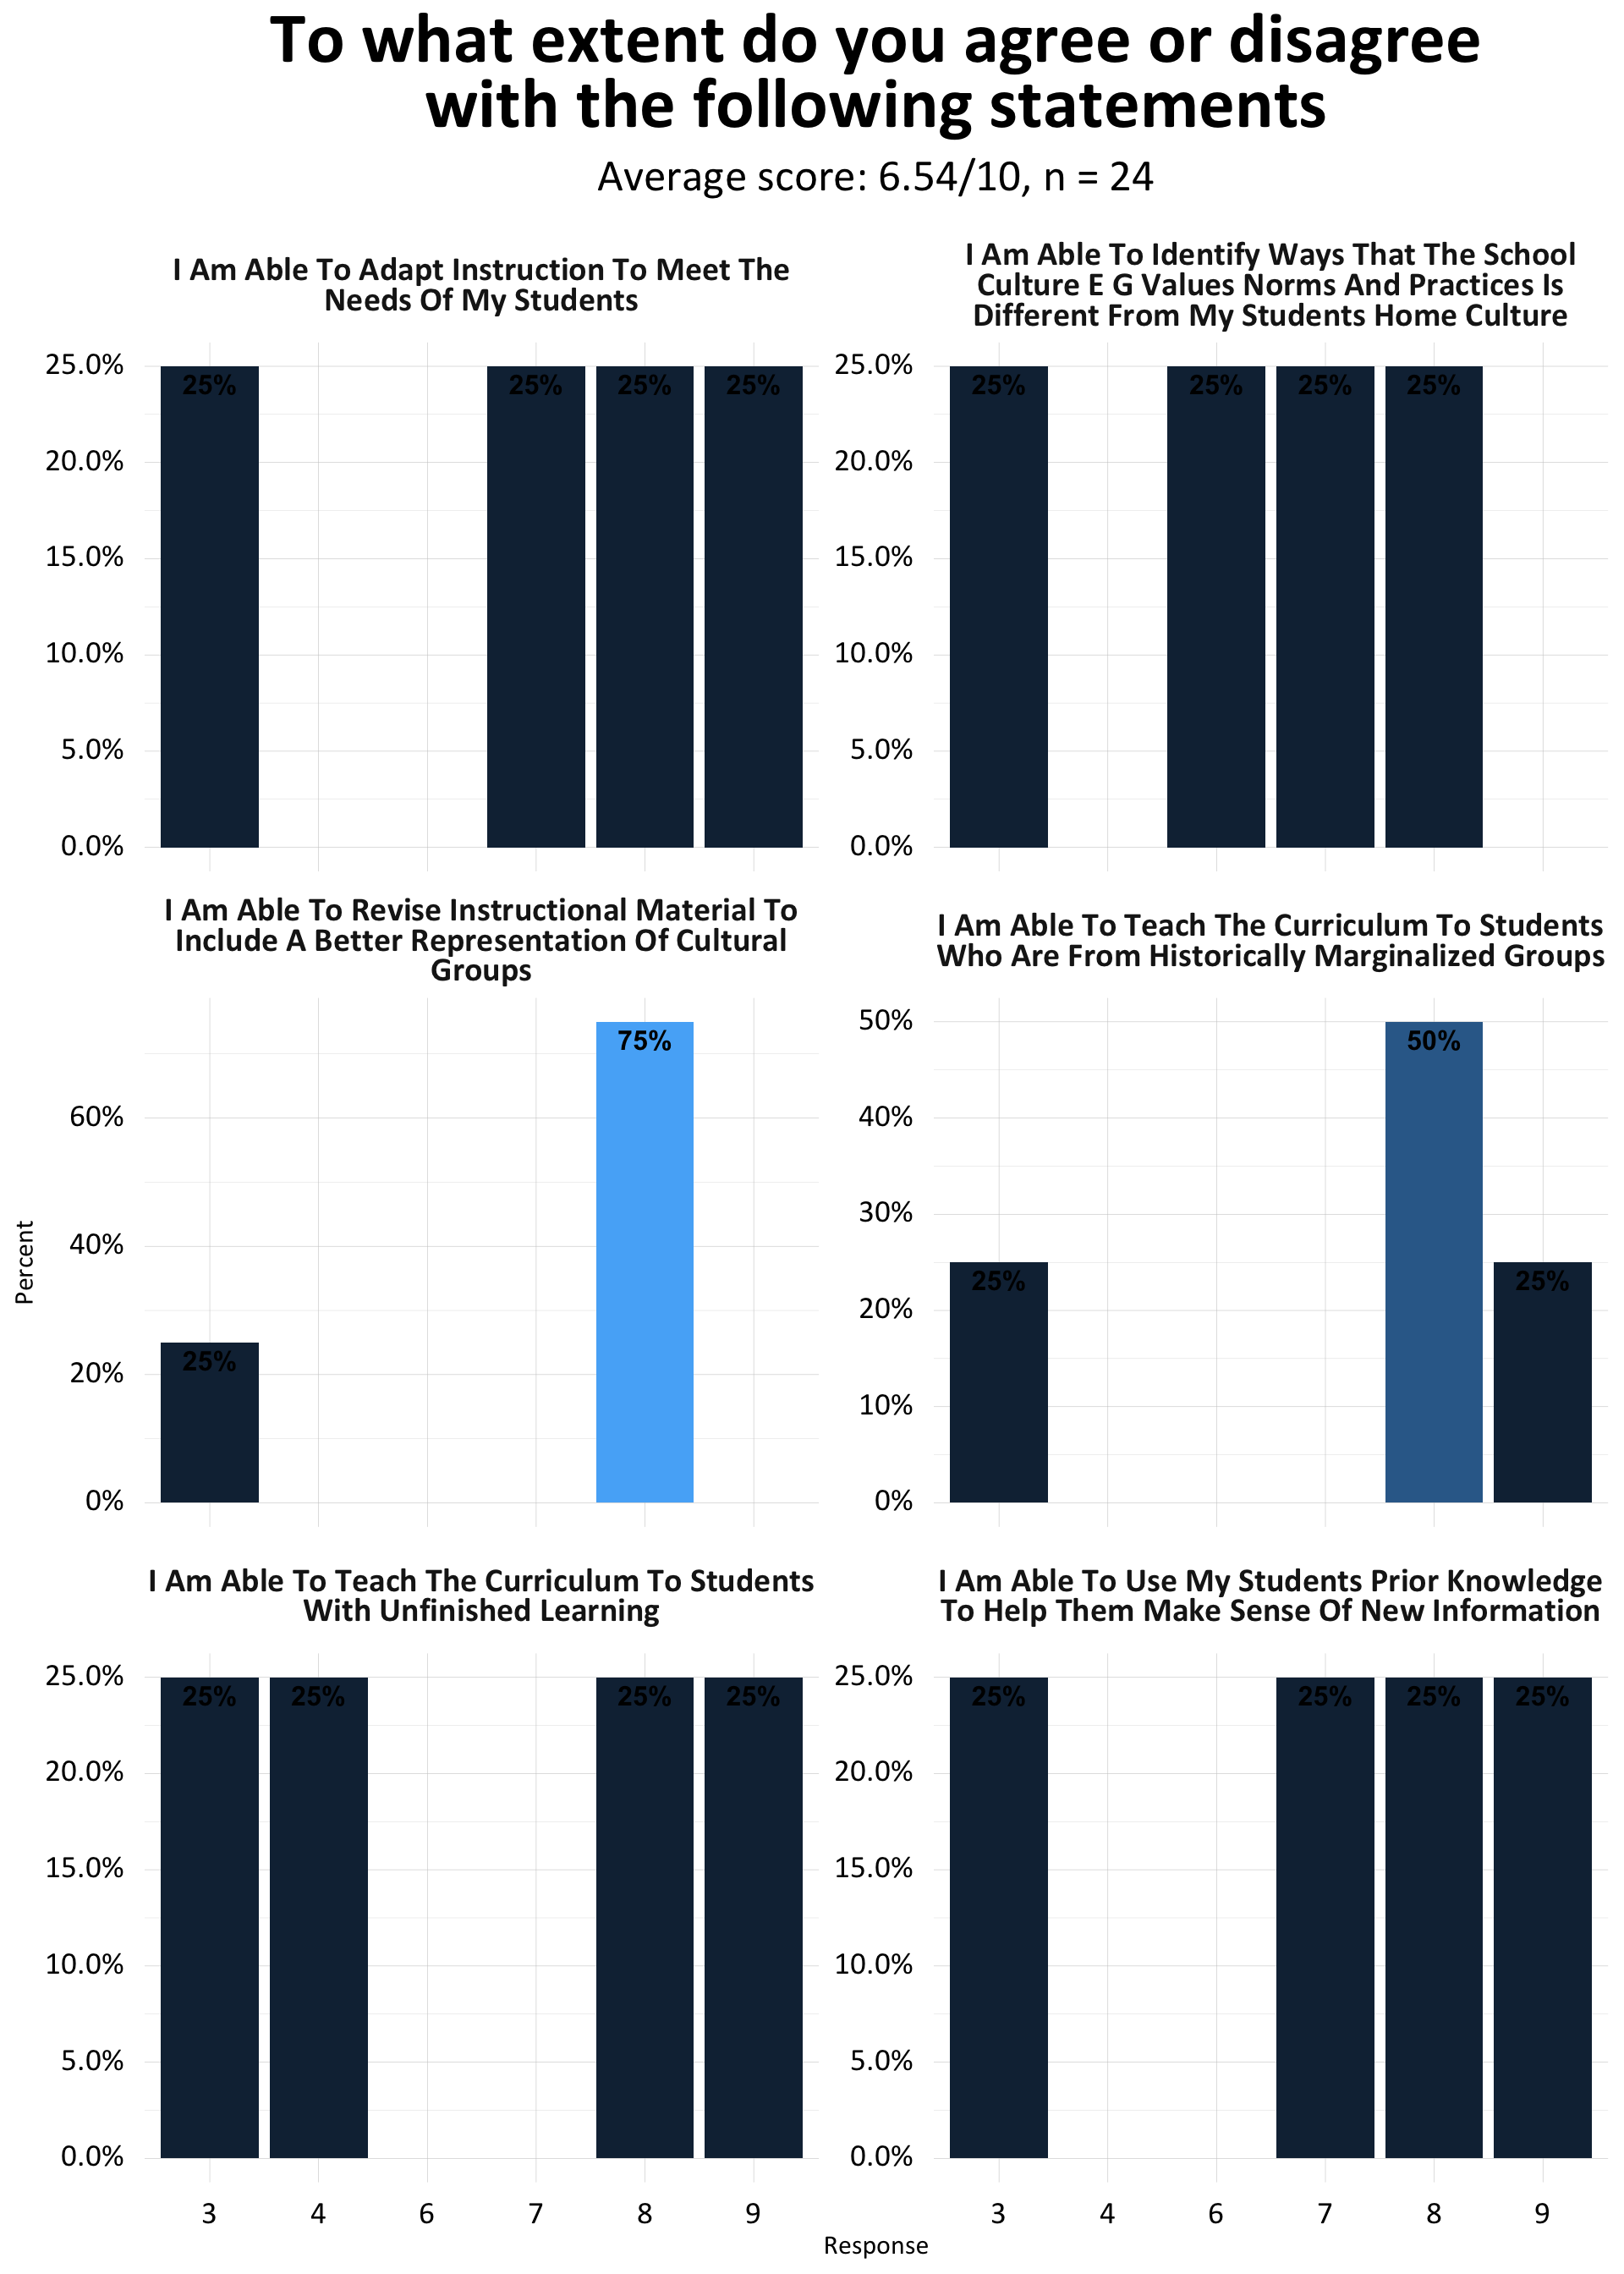 To what extent do you agree or disagree
with the following statements
Average score: 6.54/10, n = 24
I Am Able To Adapt Instruction To Meet The
Needs Of My Students
25.0%
20.0%
15.0%
10.0%
5.0%
0.0%
25%
25%
25%
25%
I Am Able To Identify Ways That The School
Culture E G Values Norms And Practices Is
Different From My Students Home Culture
25.0%
20.0%
15.0%
10.0%
5.0%
0.0%
25%
25%
25%
25%
I Am Able To Revise Instructional Material To
Include A Better Representation Of Cultural
Groups
60%
40%
20%
0%
25%
75%
I Am Able To Teach The Curriculum To Students
Who Are From Historically Marginalized Groups
50%
40%
30%
20%
10%
0%
25%
50%
25%
I Am Able To Teach The Curriculum To Students
With Unfinished Learning
25.0%
20.0%
15.0%
10.0%
5.0%
0.0%
25%
25%
25%
25%
3 4 6 7 8 9
I Am Able To Use My Students Prior Knowledge
To Help Them Make Sense Of New Information
25.0%
20.0%
15.0%
10.0%
5.0%
0.0%
25%
25%
25%
25%
3 4 6 7 8 9
Percent
Response